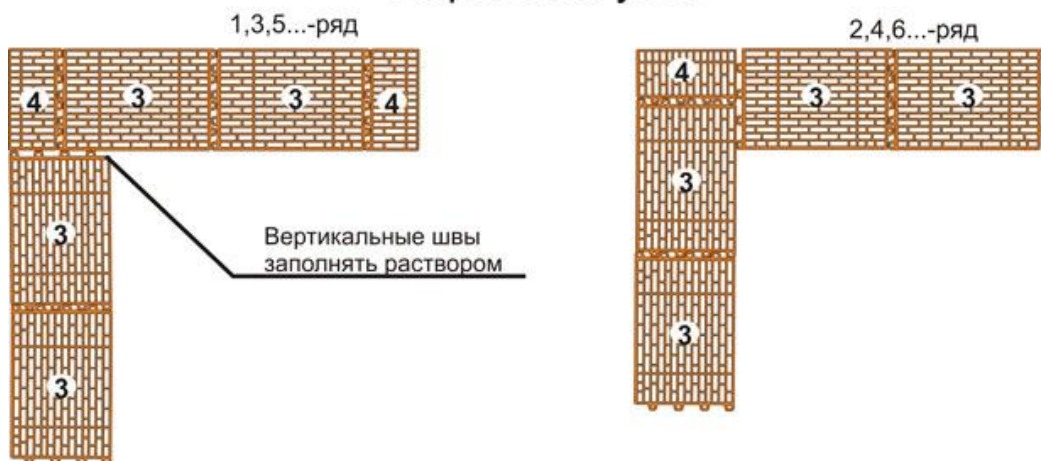 1,3,5...-ряд
2,4,6...-ряд
4 3 3 4
4 3 3
3
3
Вертикальные швы
заполнять раствором
3
3